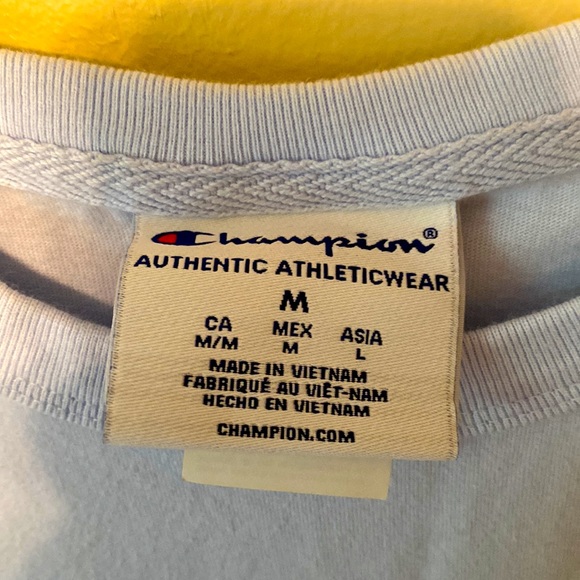 Champion®
AUTHENTIC ATHLETICWEAR
M
CA MEX ASIA
M/M M L
MADE IN VIETNAM
FABRIQUÉ AU VIÊT-NAM
HECHO EN VIETNAM
CHAMPION.COM